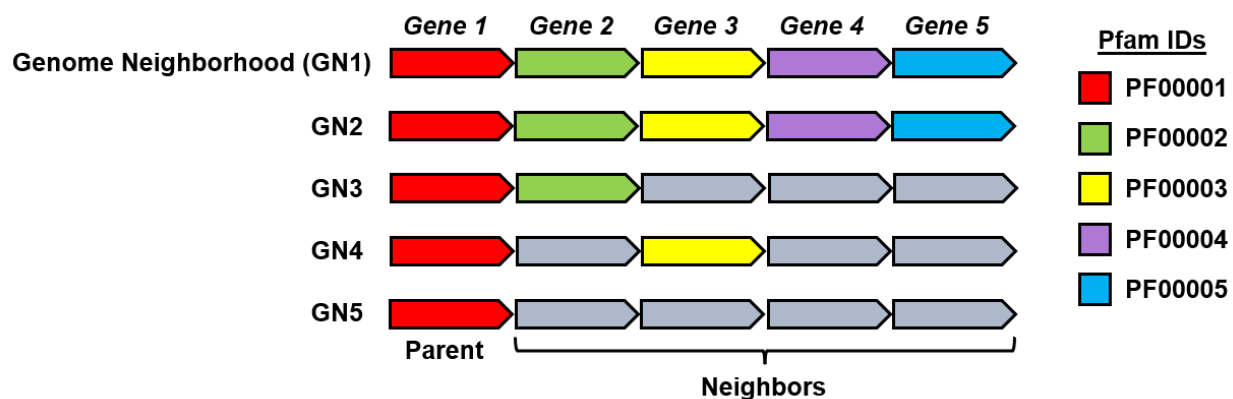 Gene 1 Gene 2 Gene 3 Gene 4 Gene 5
Pfam IDs
Genome Neighborhood (GN1)
PF00001
GN2
PF00002
GN3
PF00003
GN4
PF00004
PF00005
GN5
Parent
Neighbors